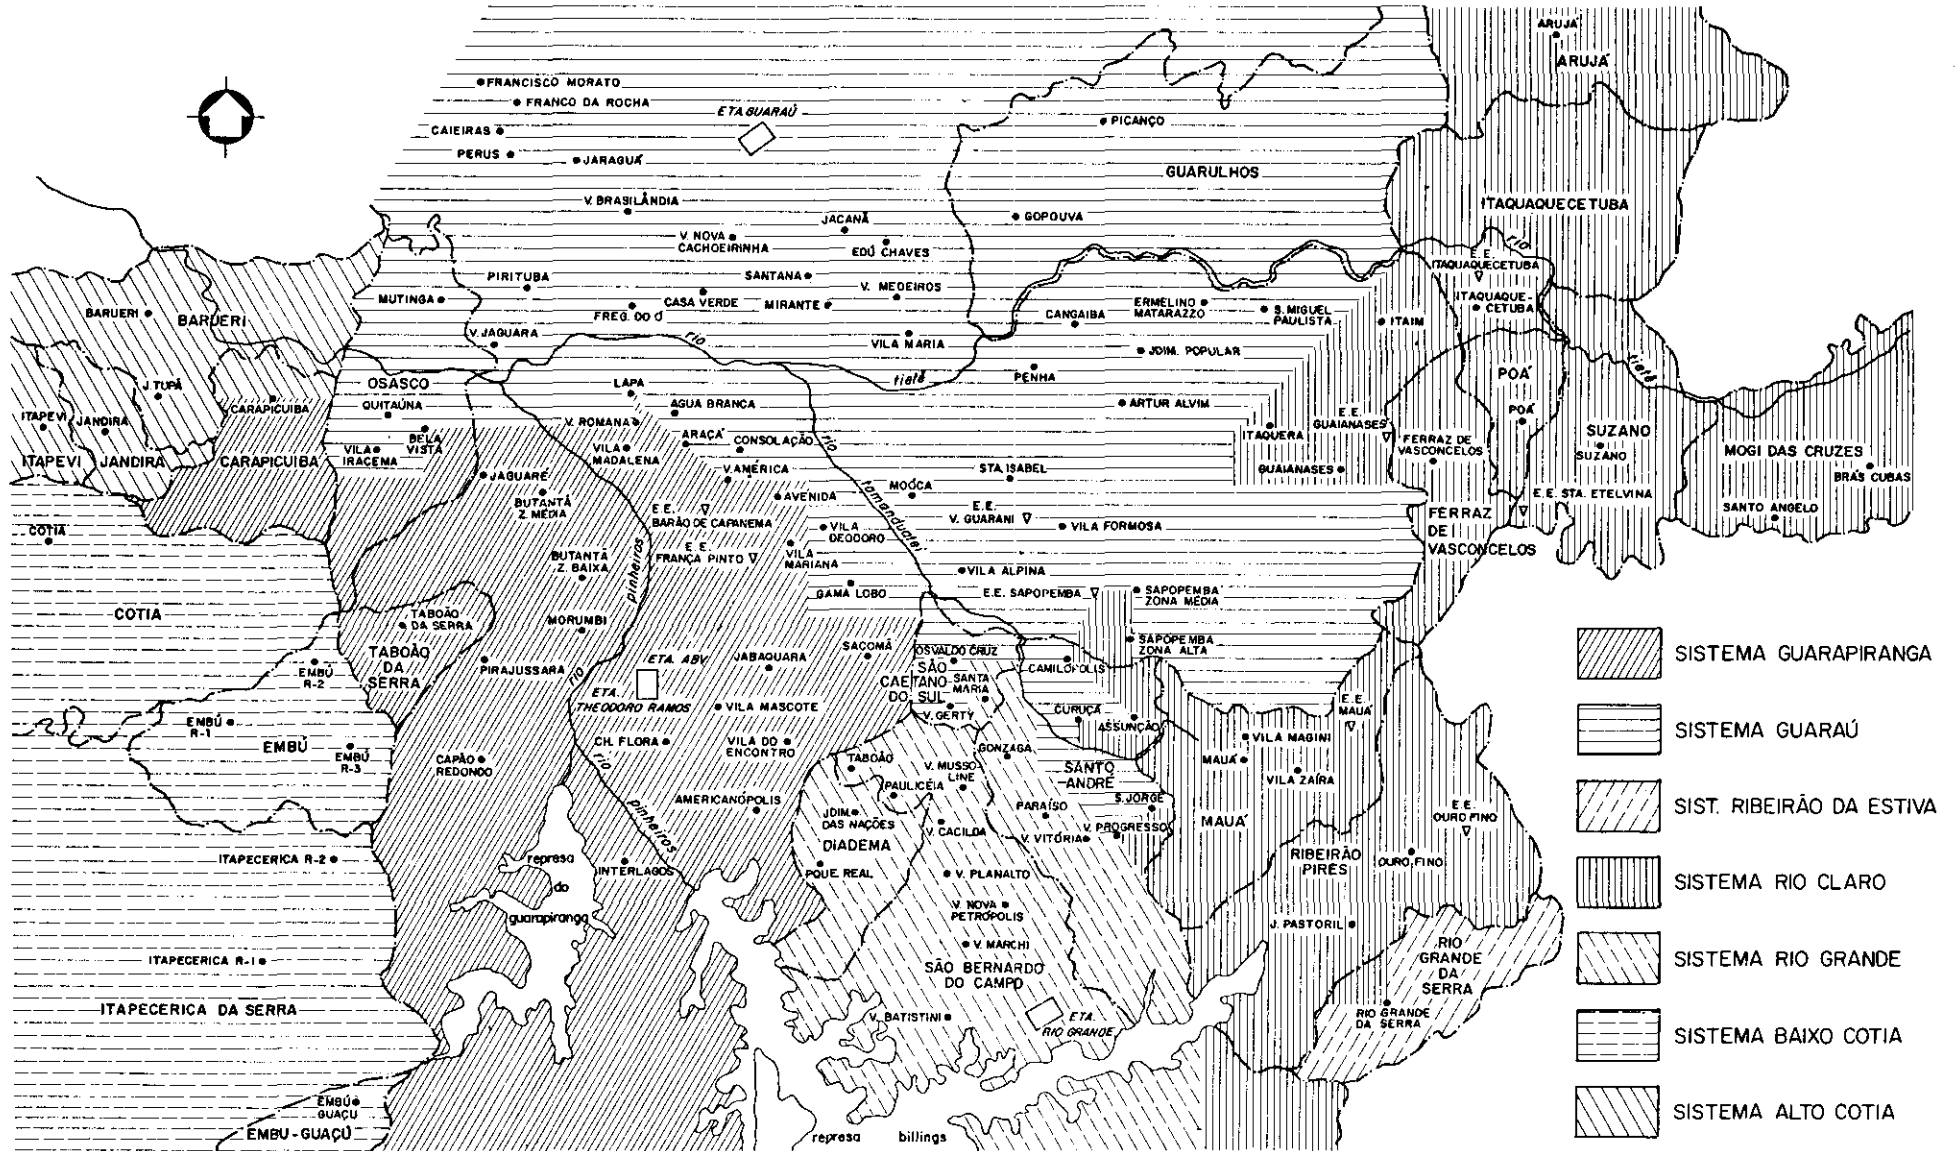 ARUJÁ
ARUJÁ
FRANCISCO MORATO
FRANCO DA ROCHA
ETA GUARAÚ
CAIEIRAS
PICANÇO
PERUS
JARAGUÁ
GUARULHOS
V. BRASILÂNDIA
ITAQUAQUECETUBA
JAÇANÃ
GOPOUVA
V. NOVA
CACHOEIRINHA
EDÚ CHAVES
rio
E.E.
ITAQUAQUECETUBA
PIRITUBA
SANTANA
V. MEDEIROS
MUTINGA
CASA VERDE
MIRANTE
ERMELINO
MATARAZZO
S. MIGUEL
PAULISTA
ITAQUAQUE-
CETUBA
BARUERI
BARUERI
FREG. DO Ó
CANGAIBA
ITAIM
V. JAGUARA
rio
VILA MARIA
JDIM. POPULAR
tietê
J. TUPÃ
OSASCO
LAPA
tietê
PENHA
POÁ
CARAPICUIBA
QUITAÚNA
AGUA BRANCA
ARTUR ALVIM
POÁ
ITAPEVI
JANDIRA
V. ROMANA
E.E.
GUAIANASES
BELA
VISTA
ARAÇÁ
CONSOLAÇÃO
rio
ITAQUERA
FERRAZ DE
VASCONCELOS
SUZANO
SUZANO
ITAPEVI
JANDIRA
CARAPICUIBA
VILA
IRACEMA
VILA
MADALENA
MOGI DAS CRUZES
JAGUARÉ
V. AMÉRICA
STA. ISABEL
GUAIANASES
BRÁS CUBAS
BUTANTÃ
Z. MÉDIA
AVENIDA
tamanduateí
MOÓCA
E.E. STA. ETELVINA
COTIA
E.E.
BARÃO DE CAPANEMA
VILA
DEODORO
E.E.
V. GUARANI
VILA FORMOSA
FERRAZ
DE
VASCONCELOS
SANTO ANGELO
E.E.
FRANÇA PINTO
VILA
MARIANA
BUTANTÃ
Z. BAIXA
pinheiros
VILA ALPINA
GAMA LOBO
E.E. SAPOPEMBA
SAPOPEMBA
ZONA MÉDIA
COTIA
TABOÃO
DA SERRA
MORUMBI
SAPOPEMBA
ZONA ALTA
TABOÃO
DA
SERRA
PIRAJUSSARA
rio
ETA. ABV
JABAQUARA
SACOMÃ
OSVALDO CRUZ
CAMILÓPOLIS
SÃO
CAETANO
DO SUL
SANTA
MARIA
EMBÚ
R-2
ETA.
THEODORO RAMOS
VILA MASCOTE
V. GERTY
CURUÇÁ
ASSUNÇÃO
E.E
MAUÁ
EMBÚ
R-1
EMBÚ
EMBÚ
R-3
CH. FLORA
VILA DO
ENCONTRO
GONZAGA
VILA MAGINI
CAPÃO
REDONDO
rio
TABOÃO
V. MUSSO-
LINE
SANTO
ANDRÉ
MAUÁ
VILA ZAÍRA
AMERICANÓPOLIS
PAULICÉIA
PARAÍSO
S. JORGE
pinheiros
JDIM.
DAS NAÇÕES
V. CACILDA
V. VITÓRIA
V. PROGRESSO
MAUÁ
E.E.
OURO FINO
DIADEMA
ITAPECERICA R-2
represa
do
guarapiranga
INTERLAGOS
PQUE. REAL
V. PLANALTO
RIBEIRÃO
PIRES
OURO FINO
V. NOVA
PETRÓPOLIS
J. PASTORIL
V. MARCHI
RIO
GRANDE
DA
SERRA
ITAPECERICA R-1
SÃO BERNARDO
DO CAMPO
ITAPECERICA DA SERRA
V. BATISTINI
ETA.
RIO GRANDE
RIO GRANDE
DA SERRA
EMBÚ
GUAÇU
EMBU-GUAÇÚ
represa billings
SISTEMA GUARAPIRANGA
SISTEMA GUARAÚ
SIST. RIBEIRÃO DA ESTIVA
SISTEMA RIO CLARO
SISTEMA RIO GRANDE
SISTEMA BAIXO COTIA
SISTEMA ALTO COTIA